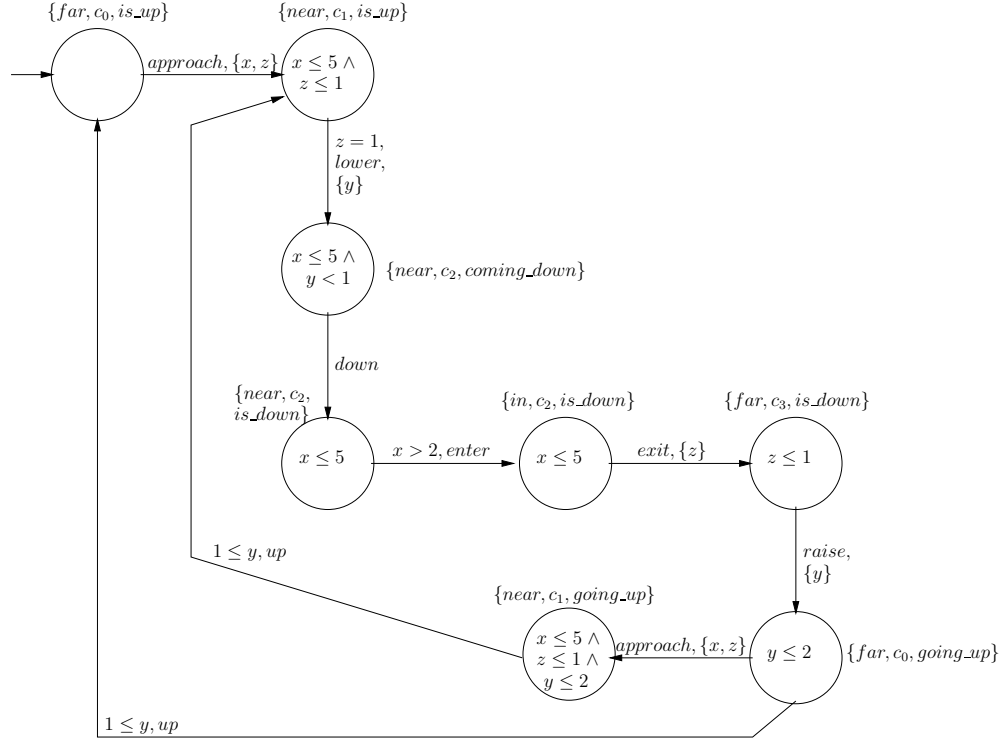 {far, c₀, is_up}
{near, c₁, is_up}
approach, {x, z}
x ≤ 5 ∧
z ≤ 1
z = 1,
lower,
{y}
x ≤ 5 ∧
y < 1
{near, c₂, coming_down}
down
{near, c₂,
is_down}
{in, c₂, is_down}
{far, c₃, is_down}
x ≤ 5
x > 2, enter
x ≤ 5
exit, {z}
z ≤ 1
raise,
{y}
1 ≤ y, up
{near, c₁, going_up}
x ≤ 5 ∧
z ≤ 1 ∧
y ≤ 2
approach, {x, z}
y ≤ 2
{far, c₀, going_up}
1 ≤ y, up